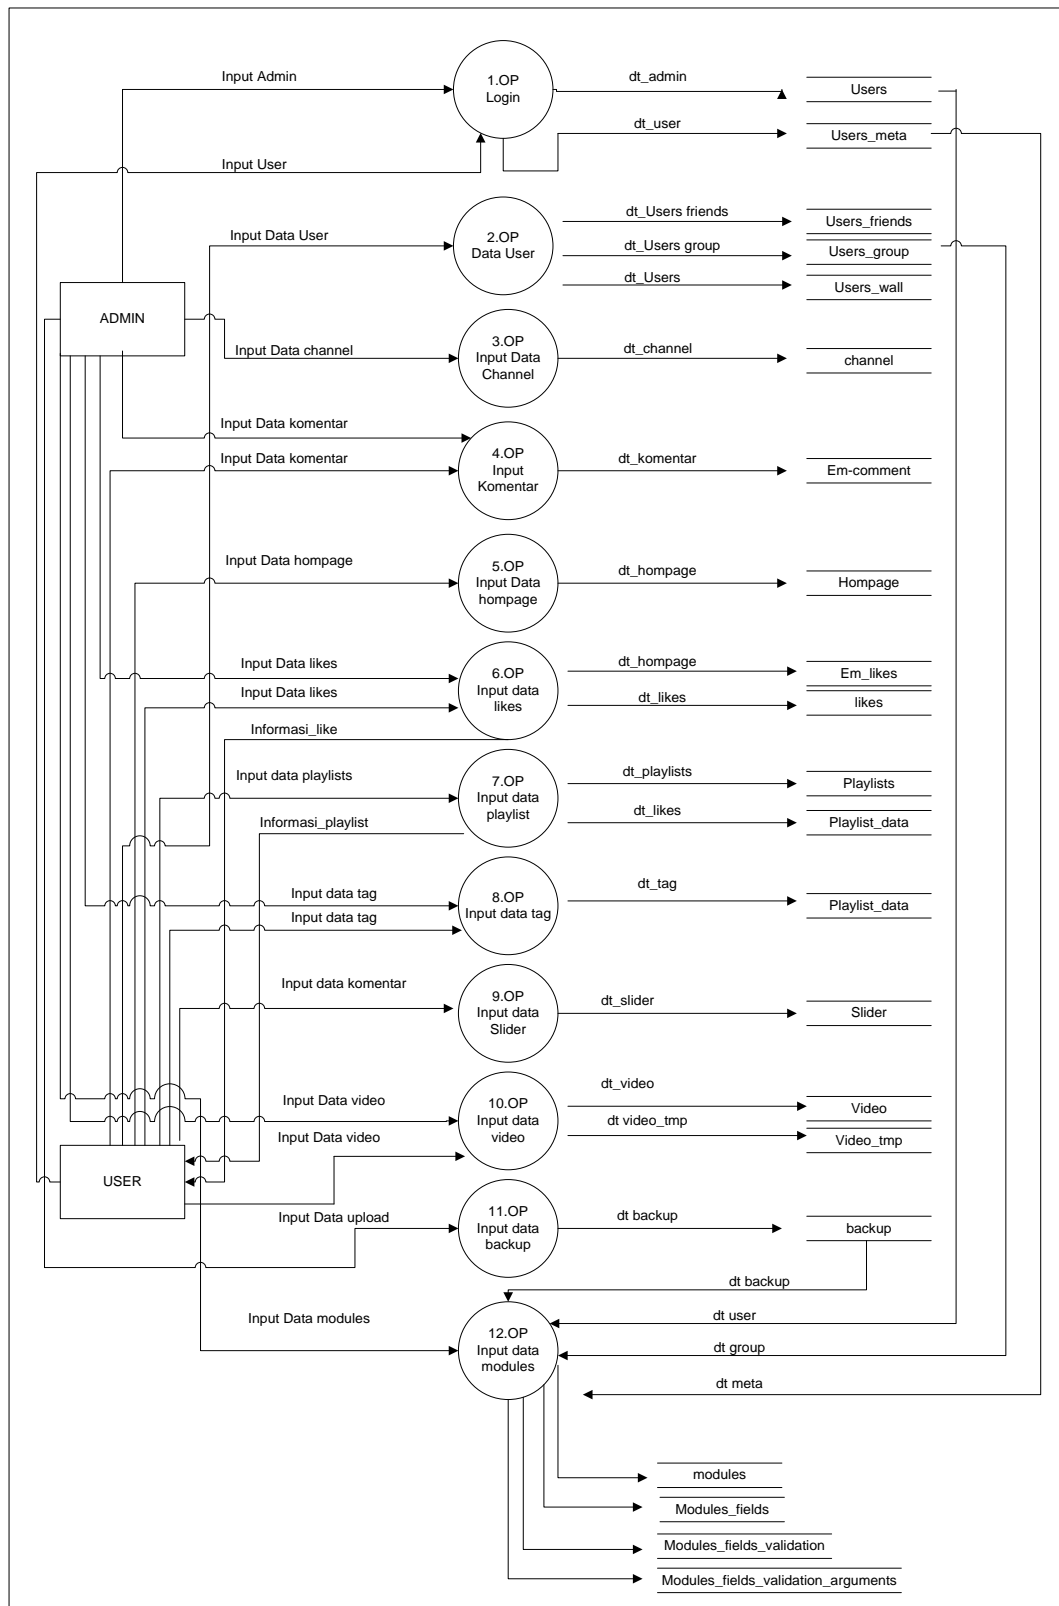 Input Admin
1.OP
Login
dt_admin
Users
dt_user
Users_meta
Input User
Input Data User
2.OP
Data User
dt_Users friends
Users_friends
dt_Users group
Users_group
dt_Users
Users_wall
ADMIN
Input Data channel
3.OP
Input Data
Channel
dt_channel
channel
Input Data komentar
Input Data komentar
4.OP
Input
Komentar
dt_komentar
Em-comment
Input Data hompage
5.OP
Input Data
hompage
dt_hompage
Hompage
Input Data likes
Input Data likes
Informasi_like
6.OP
Input data
likes
dt_hompage
Em_likes
dt_likes
likes
Input data playlists
Informasi_playlist
7.OP
Input data
playlist
dt_playlists
Playlists
dt_likes
Playlist_data
Input data tag
Input data tag
8.OP
Input data tag
dt_tag
Playlist_data
Input data komentar
9.OP
Input data
Slider
dt_slider
Slider
Input Data video
Input Data video
10.OP
Input data
video
dt_video
Video
dt video_tmp
Video_tmp
USER
Input Data upload
11.OP
Input data
backup
dt backup
backup
dt backup
Input Data modules
12.OP
Input data
modules
dt user
dt group
dt meta
modules
Modules_fields
Modules_fields_validation
Modules_fields_validation_arguments